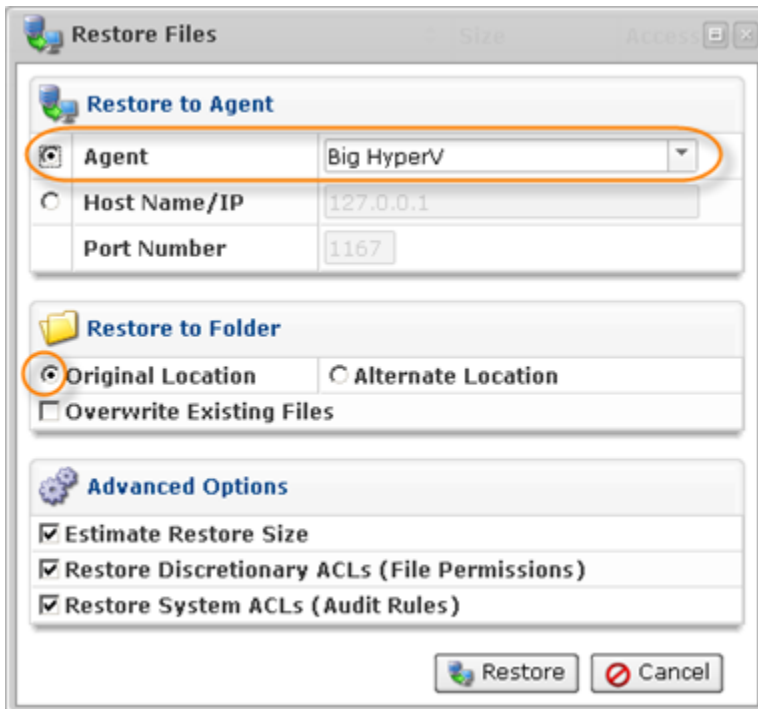 Restore Files Size Access
Restore to Agent
Agent Big HyperV
Host Name/IP 127.0.0.1
Port Number 1167
Restore to Folder
Original Location Alternate Location
Overwrite Existing Files
Advanced Options
Estimate Restore Size
Restore Discretionary ACLs (File Permissions)
Restore System ACLs (Audit Rules)
Restore Cancel